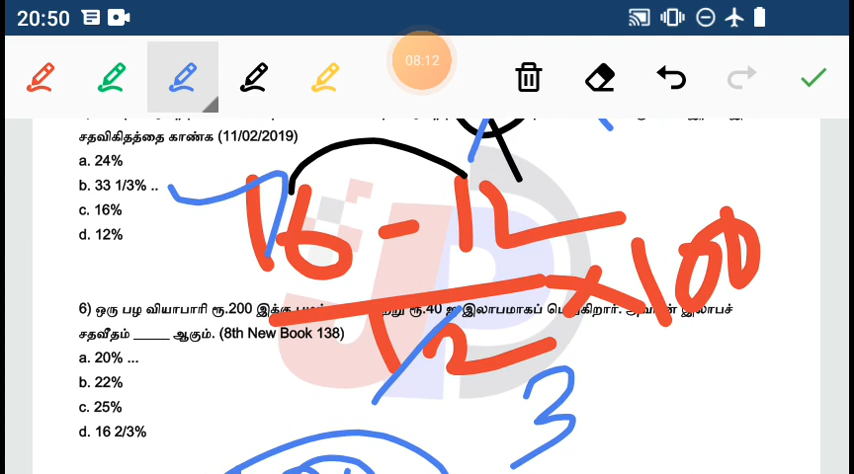 20:50
08:12
சதவிகிதத்தை காண்க (11/02/2019)
a. 24%
b. 33 1/3% ..
c. 16%
d. 12%
16 - 12
12
× 100
3
6) ஒரு பழ வியாபாரி ரூ.200 இக்கு ரூ.40 ஐ இலாபமாகப் பெறுகிறார். அவரின் இலாபச்
சதவீதம் _____ ஆகும். (8th New Book 138)
a. 20% ...
b. 22%
c. 25%
d. 16 2/3%